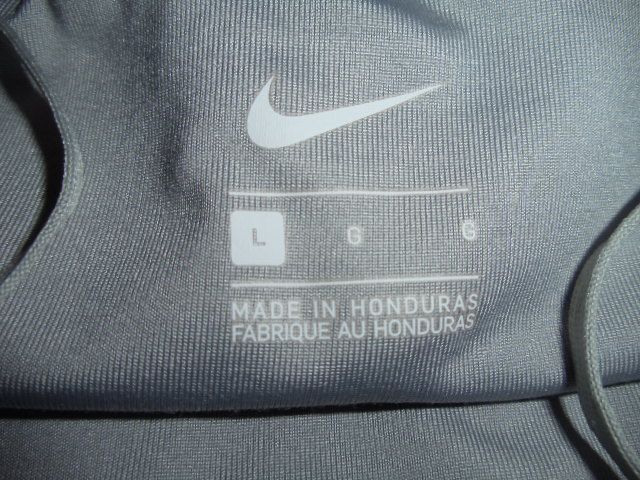 L G G
MADE IN HONDURAS
FABRIQUE AU HONDURAS